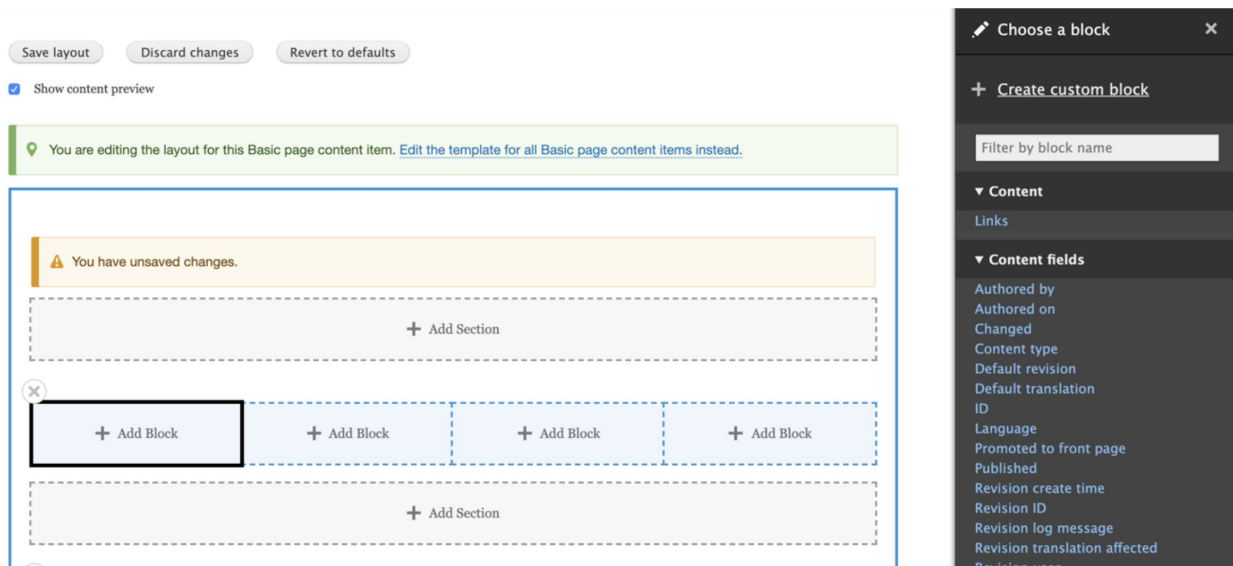 Save layout Discard changes Revert to defaults
Show content preview
You are editing the layout for this Basic page content item. Edit the template for all Basic page content items instead.
You have unsaved changes.
Add Section
Add Block Add Block Add Block Add Block
Add Section
Choose a block
Create custom block
Filter by block name
Content
Links
Content fields
Authored by
Authored on
Changed
Content type
Default revision
Default translation
ID
Language
Promoted to front page
Published
Revision create time
Revision ID
Revision log message
Revision translation affected